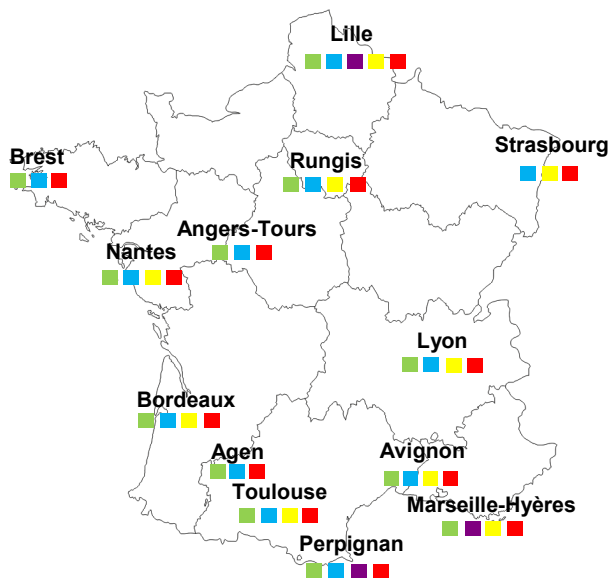 Lille
Strasbourg
Brest
Rungis
Angers-Tours
Nantes
Lyon
Bordeaux
Agen
Avignon
Toulouse
Marseille-Hyères
Perpignan